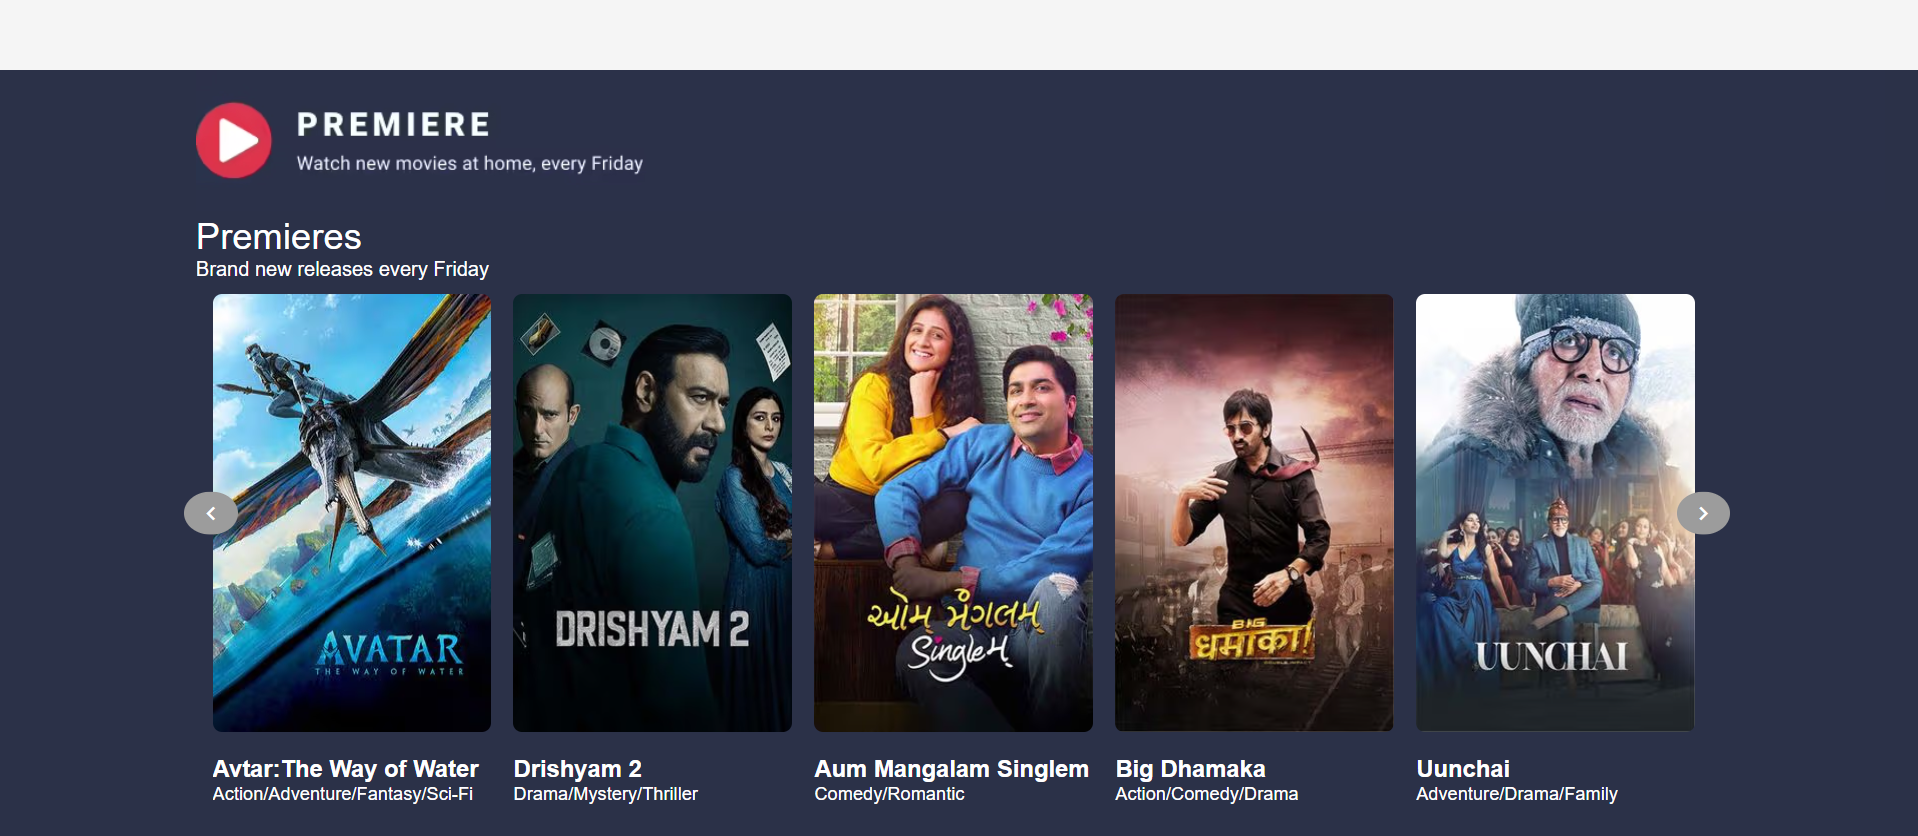 PREMIERE
Watch new movies at home, every Friday
Premieres
Brand new releases every Friday
AVATAR
THE WAY OF WATER
DRISHYAM 2
ઓમ મંગલમ્
Singleમ્
BIG
धमाका!
UUNCHAI
Avtar:The Way of Water
Action/Adventure/Fantasy/Sci-Fi
Drishyam 2
Drama/Mystery/Thriller
Aum Mangalam Singlem
Comedy/Romantic
Big Dhamaka
Action/Comedy/Drama
Uunchai
Adventure/Drama/Family